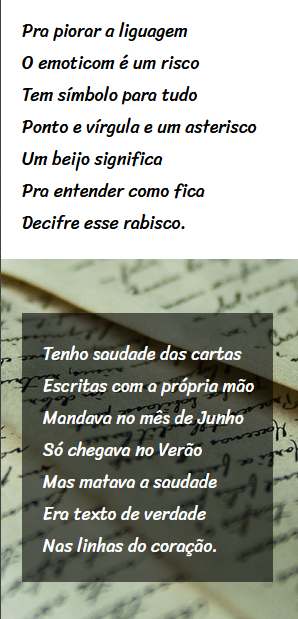 Pra piorar a liguagem
O emoticom é um risco
Tem símbolo para tudo
Ponto e vírgula e um asterisco
Um beijo significa
Pra entender como fica
Decifre esse rabisco.
Tenho saudade das cartas
Escritas com a própria mão
Mandava no mês de Junho
Só chegava no Verão
Mas matava a saudade
Era texto de verdade
Nas linhas do coração.